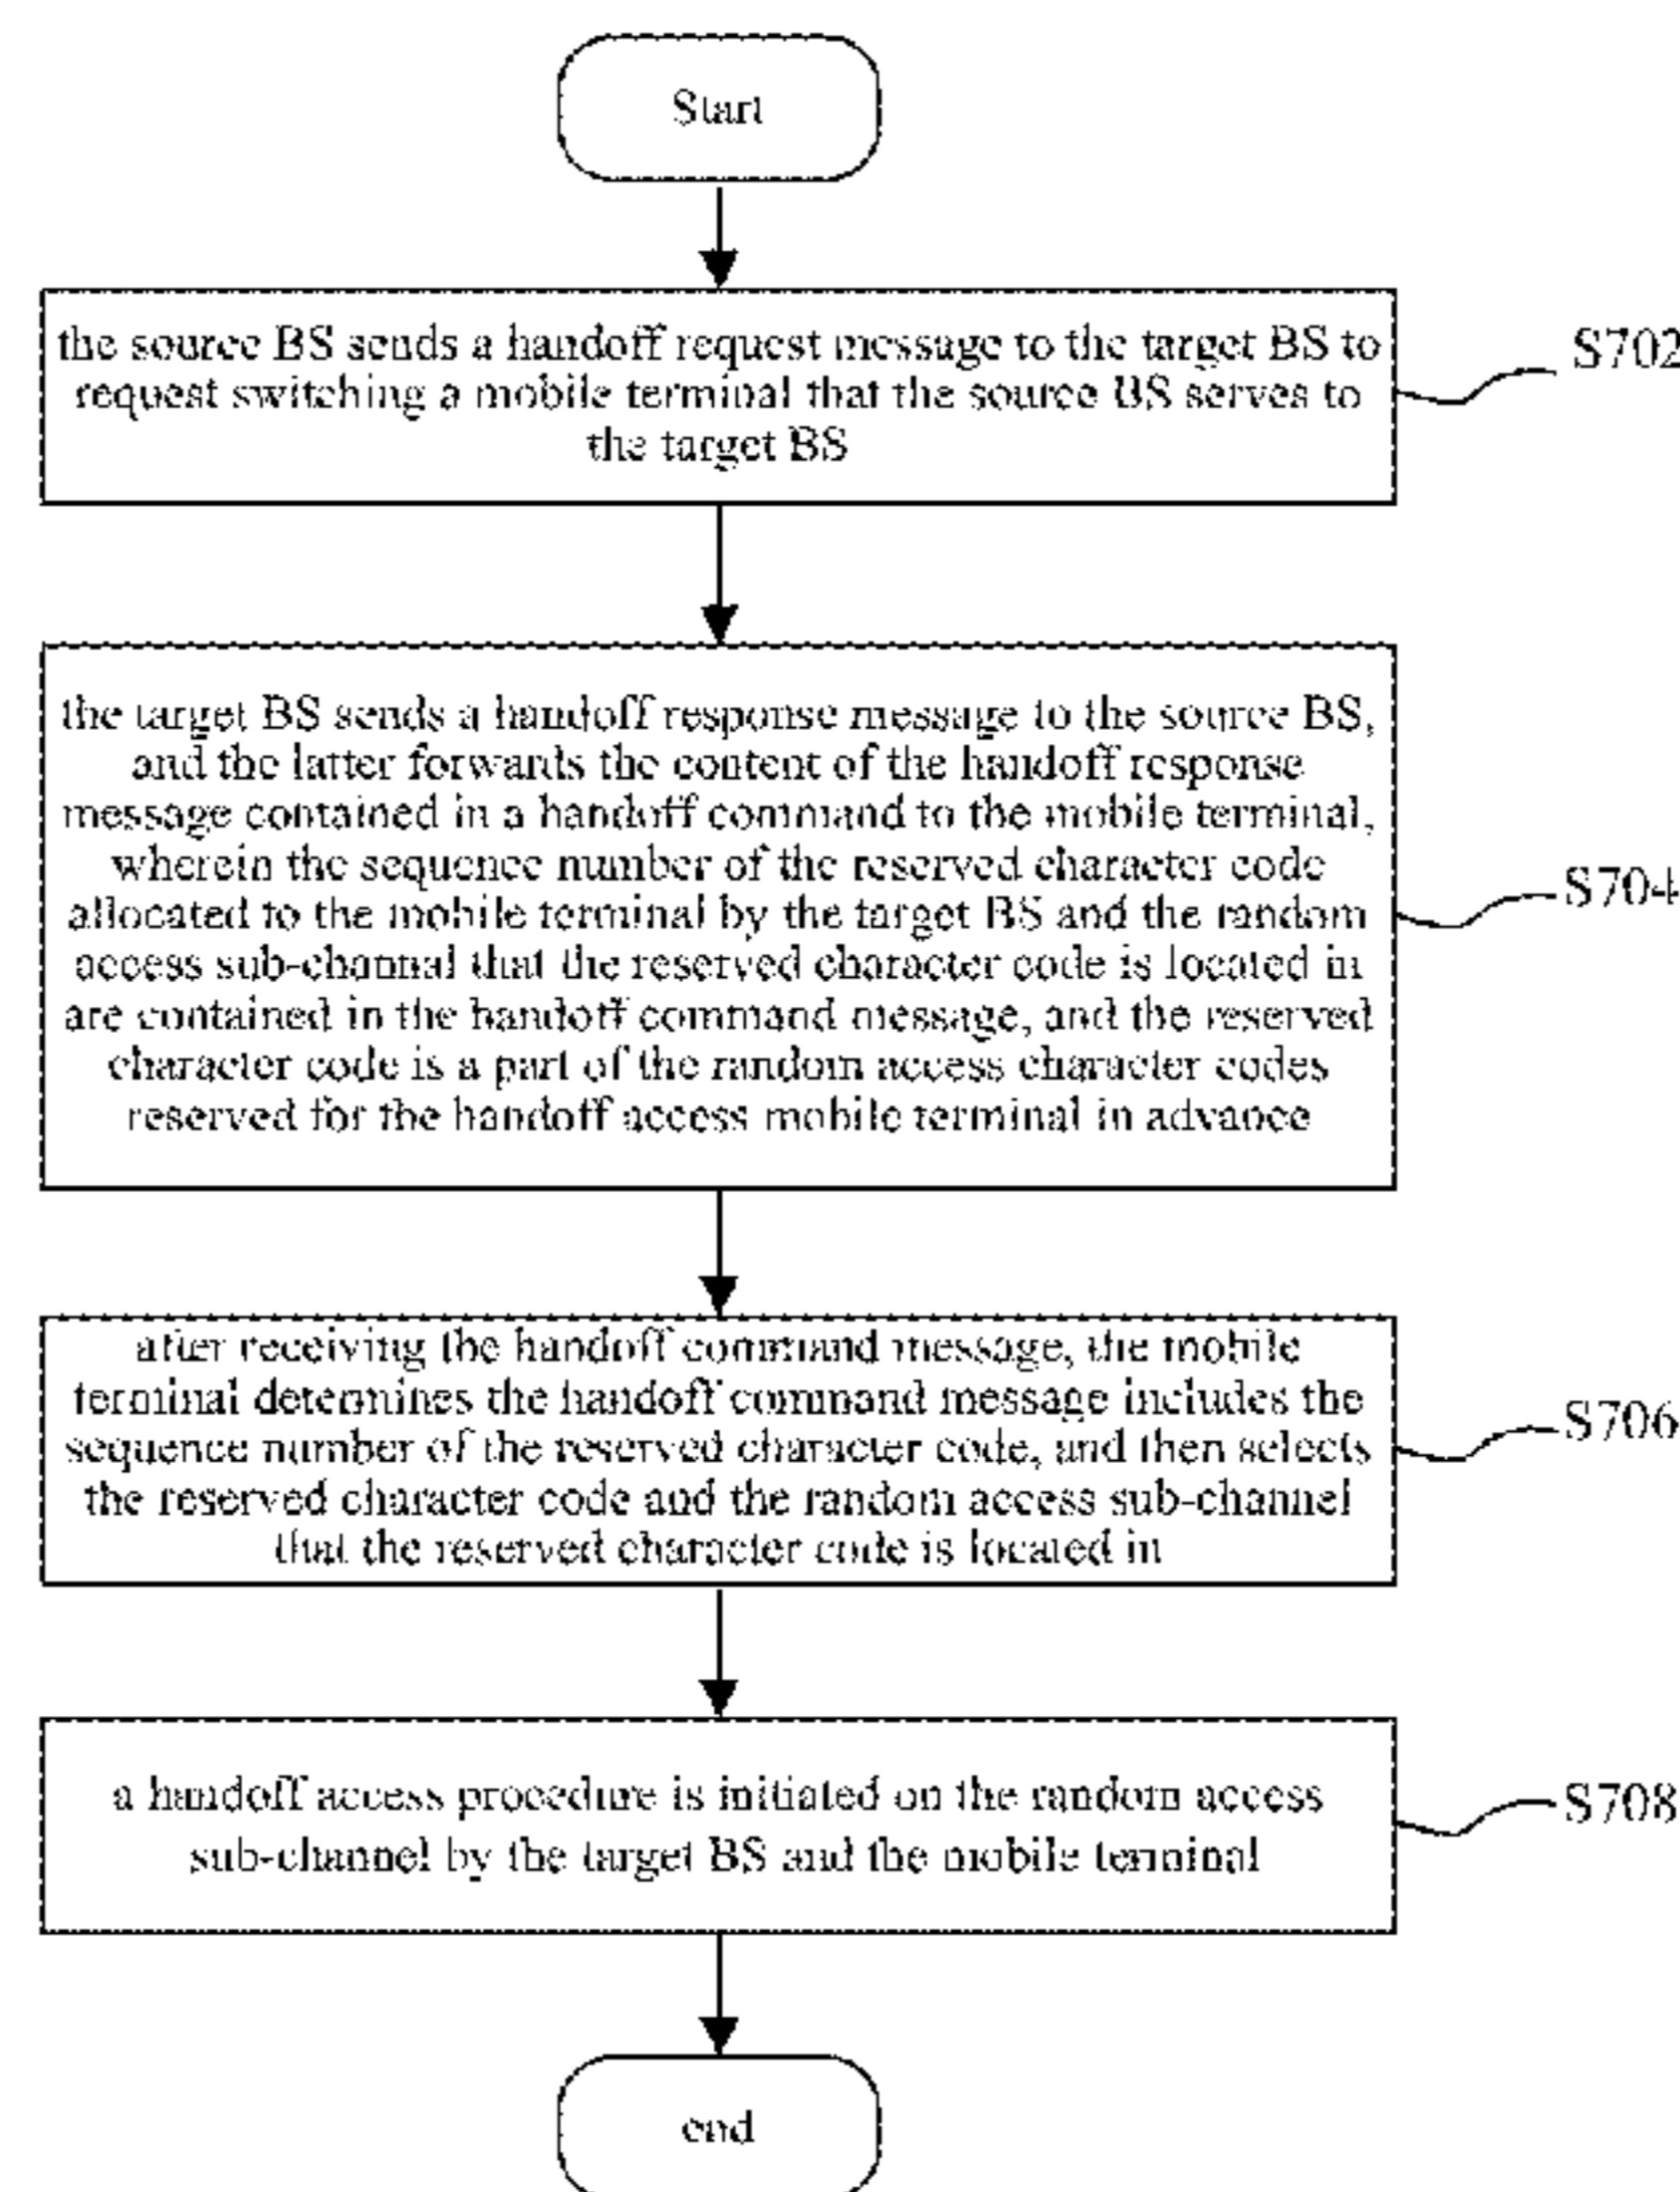 Start
the source BS sends a handoff request message to the target BS to
request switching a mobile terminal that the source BS serves to
the target BS
S702
the target BS sends a handoff response message to the source BS,
and the latter forwards the content of the handoff response
message contained in a handoff command to the mobile terminal,
wherein the sequence number of the reserved character code
allocated to the mobile terminal by the target BS and the random
access sub-channel that the reserved character code is located in
are contained in the handoff command message, and the reserved
character code is a part of the random access character codes
reserved for the handoff access mobile terminal in advance
S704
after receiving the handoff command message, the mobile
terminal determines the handoff command message includes the
sequence number of the reserved character code, and then selects
the reserved character code and the random access sub-channel
that the reserved character code is located in
S706
a handoff access procedure is initiated on the random access
sub-channel by the target BS and the mobile terminal
S708
end